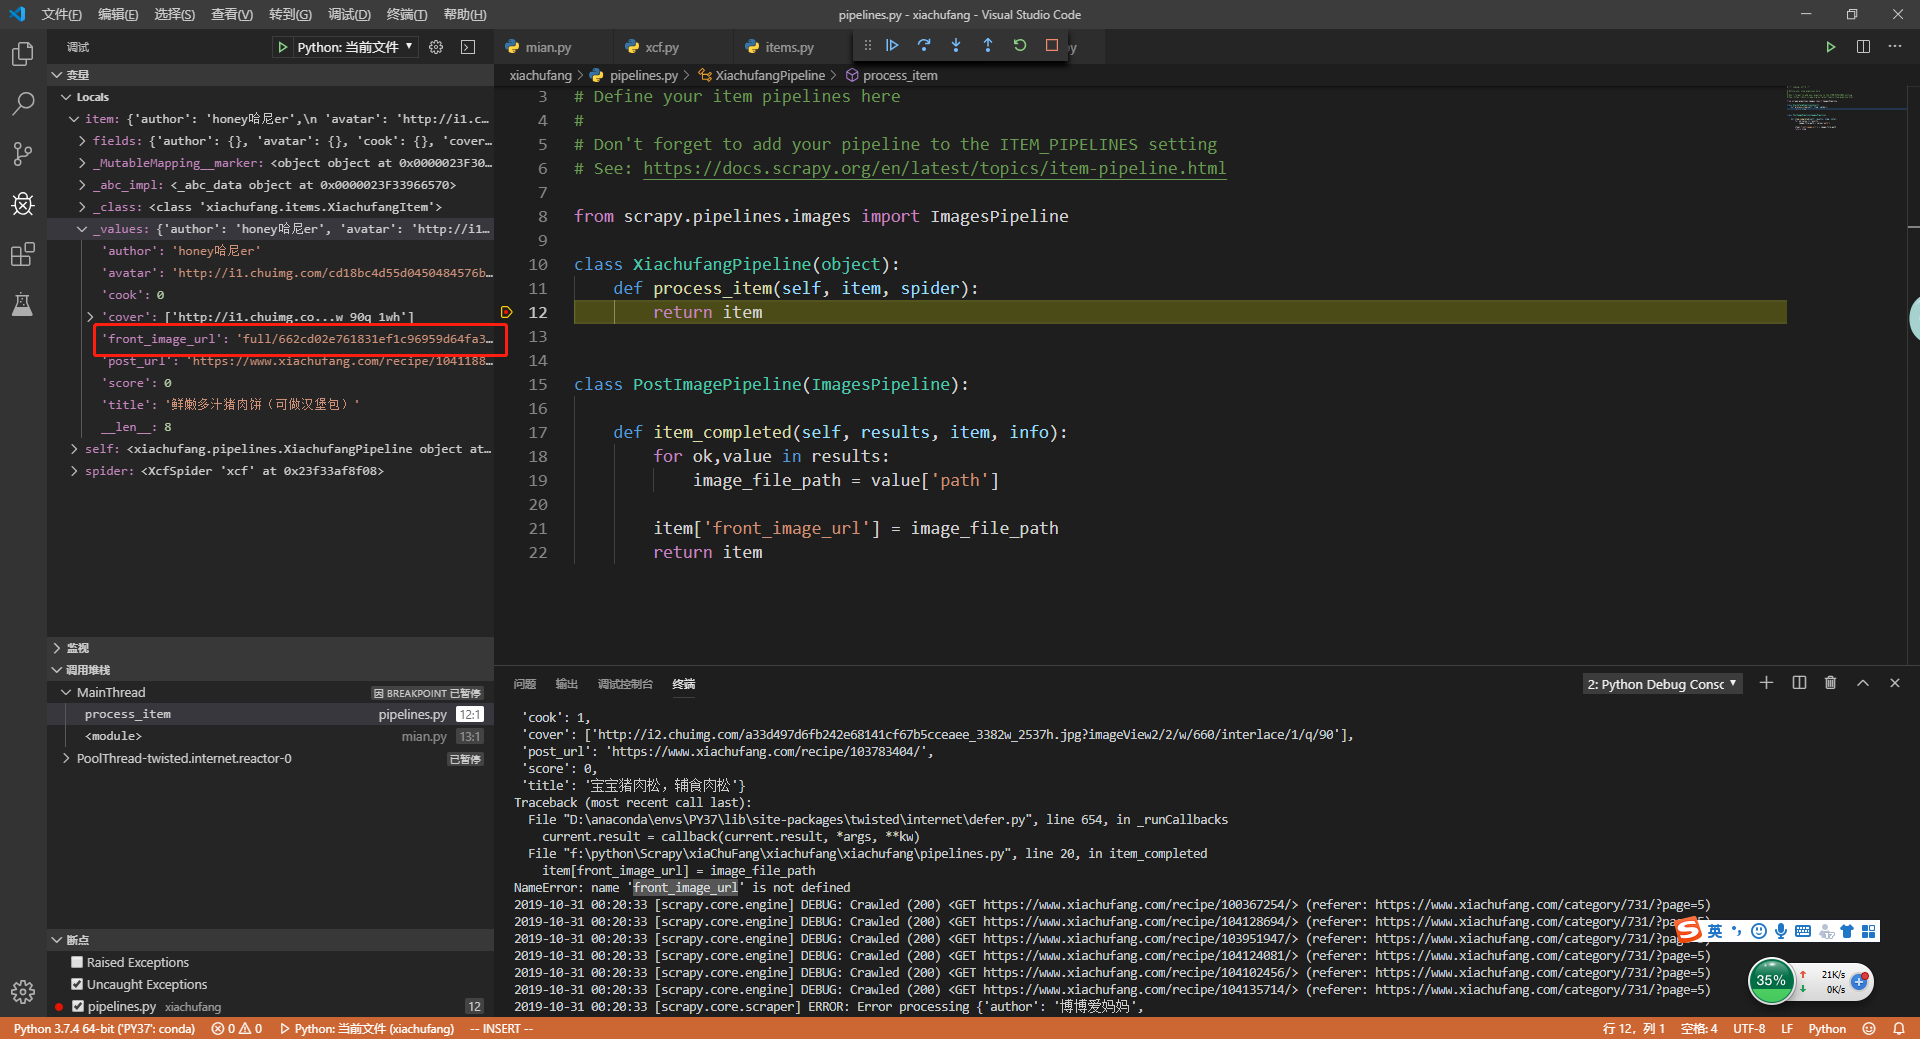 文件(F) 编辑(E) 选择(S) 查看(V) 转到(G) 调试(D) 终端(T) 帮助(H)
pipelines.py - xiachufang - Visual Studio Code
调试
Python: 当前文件
mian.py
xcf.py
items.py
y
xiachufang > pipelines.py > XiachufangPipeline > process_item
变量
Locals
item: {'author': 'honey哈尼er',\n 'avatar': 'http://i1.c...
fields: {'author': {}, 'avatar': {}, 'cook': {}, 'cover...
_MutableMapping__marker: <object object at 0x0000023F30...
_abc_impl: <_abc_data object at 0x0000023F33966570>
_class: <class 'xiachufang.items.XiachufangItem'>
_values: {'author': 'honey哈尼er', 'avatar': 'http://i1...
'author': 'honey哈尼er'
'avatar': 'http://i1.chuimg.com/cd18bc4d55d0450484576b...
'cook': 0
'cover': ['http://i1.chuimg.co...w_90q_1wh']
'front_image_url': 'full/662cd02e761831ef1c96959d64fa3...
'post_url': 'https://www.xiachufang.com/recipe/1041188...
'score': 0
'title': '鲜嫩多汁猪肉饼（可做汉堡包）'
__len__: 8
self: <xiachufang.pipelines.XiachufangPipeline object at...
spider: <XcfSpider 'xcf' at 0x23f33af8f08>
3 # Define your item pipelines here
4 #
5 # Don't forget to add your pipeline to the ITEM_PIPELINES setting
6 # See: https://docs.scrapy.org/en/latest/topics/item-pipeline.html
7
8 from scrapy.pipelines.images import ImagesPipeline
9
10 class XiachufangPipeline(object):
11 def process_item(self, item, spider):
12 return item
13
14
15 class PostImagePipeline(ImagesPipeline):
16
17 def item_completed(self, results, item, info):
18 for ok,value in results:
19 image_file_path = value['path']
20
21 item['front_image_url'] = image_file_path
22 return item
监视
调用堆栈
MainThread 因 BREAKPOINT 已暂停
process_item pipelines.py 12:1
<module> mian.py 13:1
PoolThread-twisted.internet.reactor-0 已暂停
断点
Raised Exceptions
Uncaught Exceptions
pipelines.py xiachufang 12
问题 输出 调试控制台 终端
2: Python Debug Consc
'cook': 1,
'cover': ['http://i2.chuimg.com/a33d497d6fb242e68141cf67b5cceaee_3382w_2537h.jpg?imageView2/2/w/660/interlace/1/q/90'],
'post_url': 'https://www.xiachufang.com/recipe/103783404/',
'score': 0,
'title': '宝宝猪肉松，辅食肉松'}
Traceback (most recent call last):
File "D:\anaconda\envs\PY37\lib\site-packages\twisted\internet\defer.py", line 654, in _runCallbacks
current.result = callback(current.result, *args, **kw)
File "f:\python\Scrapy\xiaChuFang\xiachufang\xiachufang\pipelines.py", line 20, in item_completed
item[front_image_url] = image_file_path
NameError: name 'front_image_url' is not defined
2019-10-31 00:20:33 [scrapy.core.engine] DEBUG: Crawled (200) <GET https://www.xiachufang.com/recipe/100367254/> (referer: https://www.xiachufang.com/category/731/?page=5)
2019-10-31 00:20:33 [scrapy.core.engine] DEBUG: Crawled (200) <GET https://www.xiachufang.com/recipe/104128694/> (referer: https://www.xiachufang.com/category/731/?page=5)
2019-10-31 00:20:33 [scrapy.core.engine] DEBUG: Crawled (200) <GET https://www.xiachufang.com/recipe/103951947/> (referer: https://www.xiachufang.com/category/731/?p
2019-10-31 00:20:33 [scrapy.core.engine] DEBUG: Crawled (200) <GET https://www.xiachufang.com/recipe/104124081/> (referer: https://www.xiachufang.com/category/731/?page=5)
2019-10-31 00:20:33 [scrapy.core.engine] DEBUG: Crawled (200) <GET https://www.xiachufang.com/recipe/104102456/> (referer: https://www.xiachufang.com/category/731/?page=5)
2019-10-31 00:20:33 [scrapy.core.engine] DEBUG: Crawled (200) <GET https://www.xiachufang.com/recipe/104135714/> (referer: https://www.xiachufang.com/category/731/?page=5)
2019-10-31 00:20:33 [scrapy.core.scraper] ERROR: Error processing {'author': '博博爱妈妈',
英
35%
21K/s
0K/s
Python 3.7.4 64-bit ('PY37': conda) 0 0 Python: 当前文件 (xiachufang) -- INSERT --
行 12，列 1 空格: 4 UTF-8 LF Python